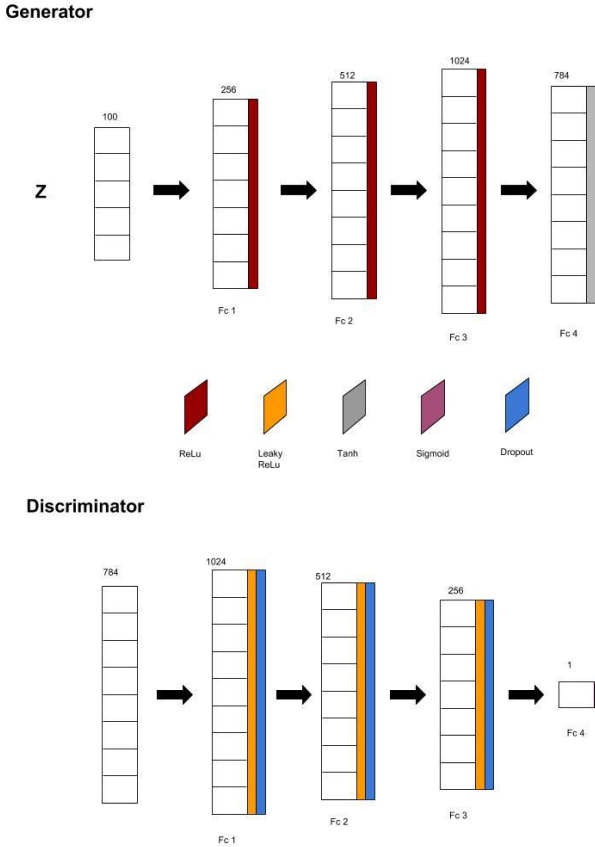 Generator
100
256
512
1024
784
Z
Fc 1
Fc 2
Fc 3
Fc 4
ReLu
Leaky
ReLu
Tanh
Sigmoid
Dropout
Discriminator
784
1024
512
256
1
Fc 1
Fc 2
Fc 3
Fc 4